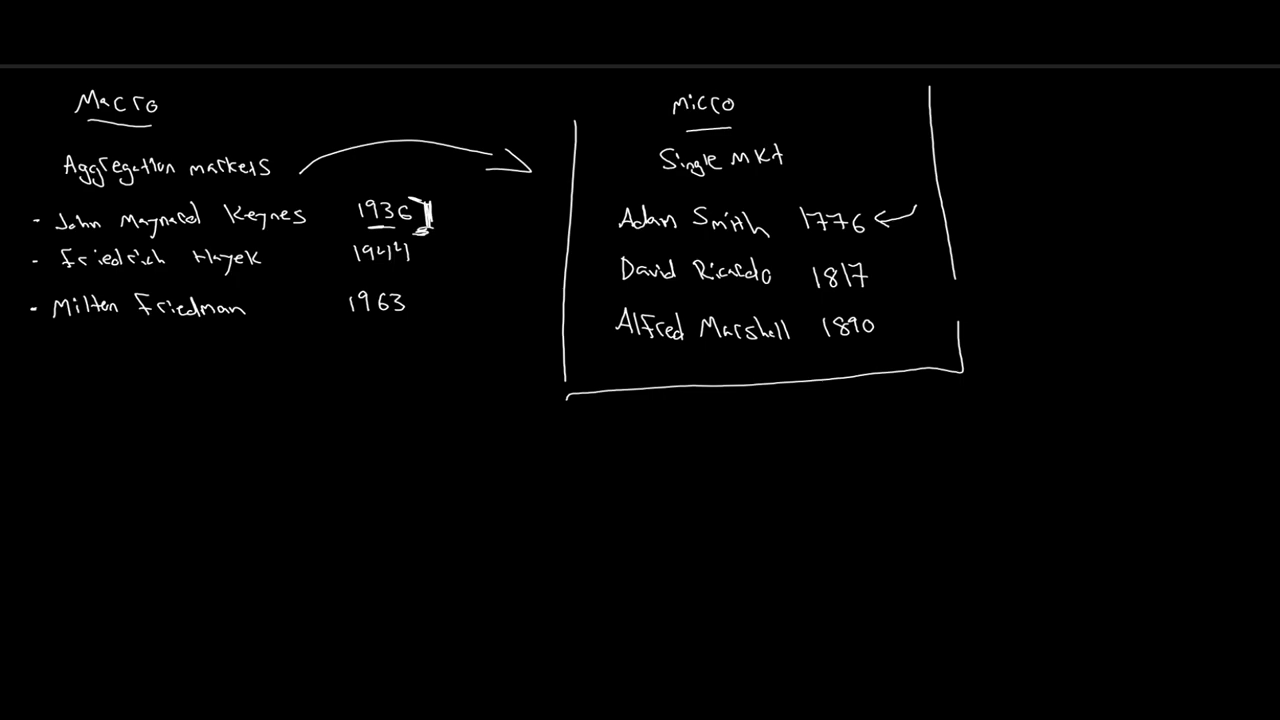 Macro
Aggregation markets
- John Maynard Keynes 1936
- Friedrich Hayek 1944
- Milton Friedman 1963
micro
Single mkt
Adam Smith 1776
David Ricardo 1817
Alfred Marshell 1890